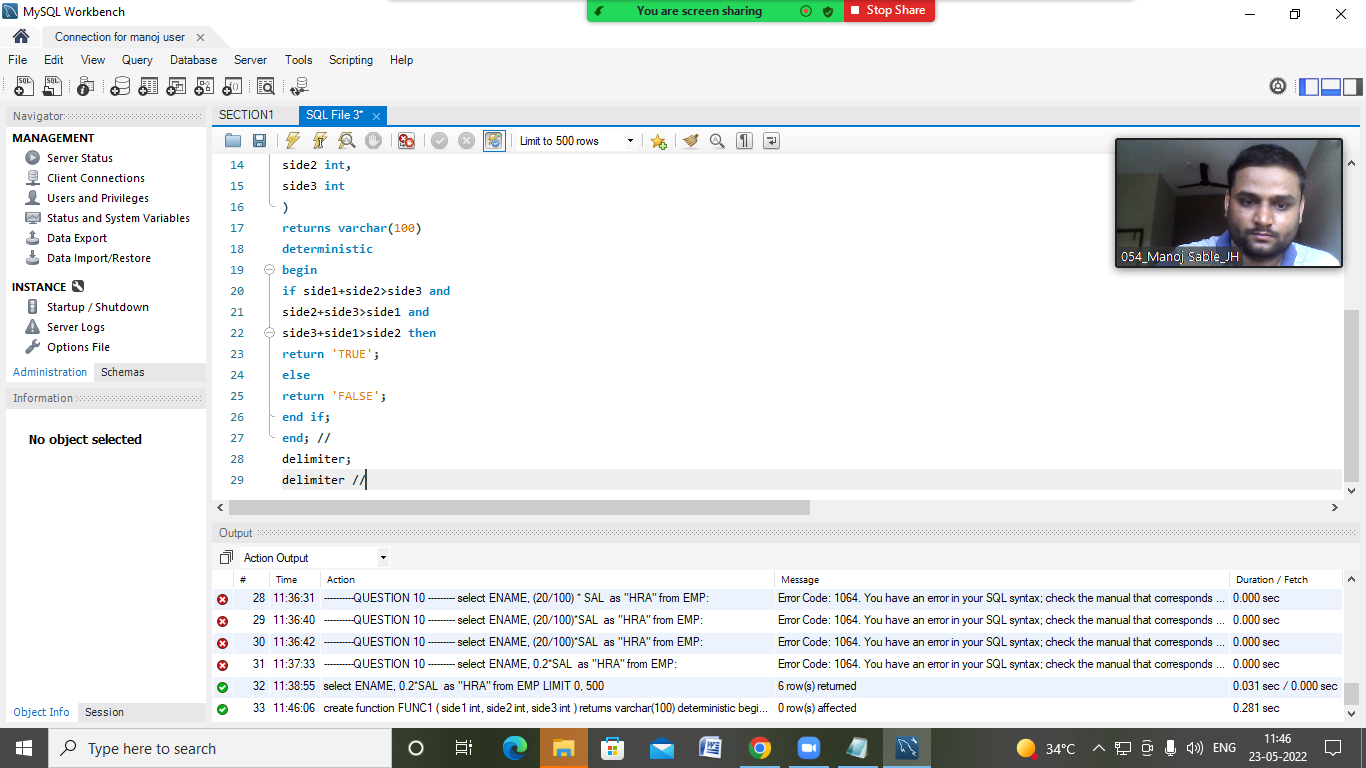 MySQL Workbench
You are screen sharing
Stop Share
Connection for manoj user
File Edit View Query Database Server Tools Scripting Help
Navigator
SECTION1
SQL File 3*
MANAGEMENT
Server Status
Client Connections
Users and Privileges
Status and System Variables
Data Export
Data Import/Restore
INSTANCE
Startup / Shutdown
Server Logs
Options File
Administration Schemas
Information
No object selected
Object Info Session
Limit to 500 rows
14 side2 int,
15 side3 int
16 )
17 returns varchar(100)
18 deterministic
19 begin
20 if side1+side2>side3 and
21 side2+side3>side1 and
22 side3+side1>side2 then
23 return 'TRUE';
24 else
25 return 'FALSE';
26 end if;
27 end; //
28 delimiter;
29 delimiter //
054_Manoj Sable_JH
Output
Action Output
# Time Action Message Duration / Fetch
28 11:36:31 ----------QUESTION 10 --------- select ENAME, (20/100) * SAL as "HRA" from EMP: Error Code: 1064. You have an error in your SQL syntax; check the manual that corresponds ... 0.000 sec
29 11:36:40 ----------QUESTION 10 --------- select ENAME, (20/100)*SAL as "HRA" from EMP: Error Code: 1064. You have an error in your SQL syntax; check the manual that corresponds ... 0.000 sec
30 11:36:42 ----------QUESTION 10 --------- select ENAME, (20/100)*SAL as "HRA" from EMP: Error Code: 1064. You have an error in your SQL syntax; check the manual that corresponds ... 0.000 sec
31 11:37:33 ----------QUESTION 10 --------- select ENAME, 0.2*SAL as "HRA" from EMP: Error Code: 1064. You have an error in your SQL syntax; check the manual that corresponds ... 0.000 sec
32 11:38:55 select ENAME, 0.2*SAL as "HRA" from EMP LIMIT 0, 500 6 row(s) returned 0.031 sec / 0.000 sec
33 11:46:06 create function FUNC1 ( side1 int, side2 int, side3 int ) returns varchar(100) deterministic begi... 0 row(s) affected 0.281 sec
Type here to search
34°C
ENG
11:46
23-05-2022